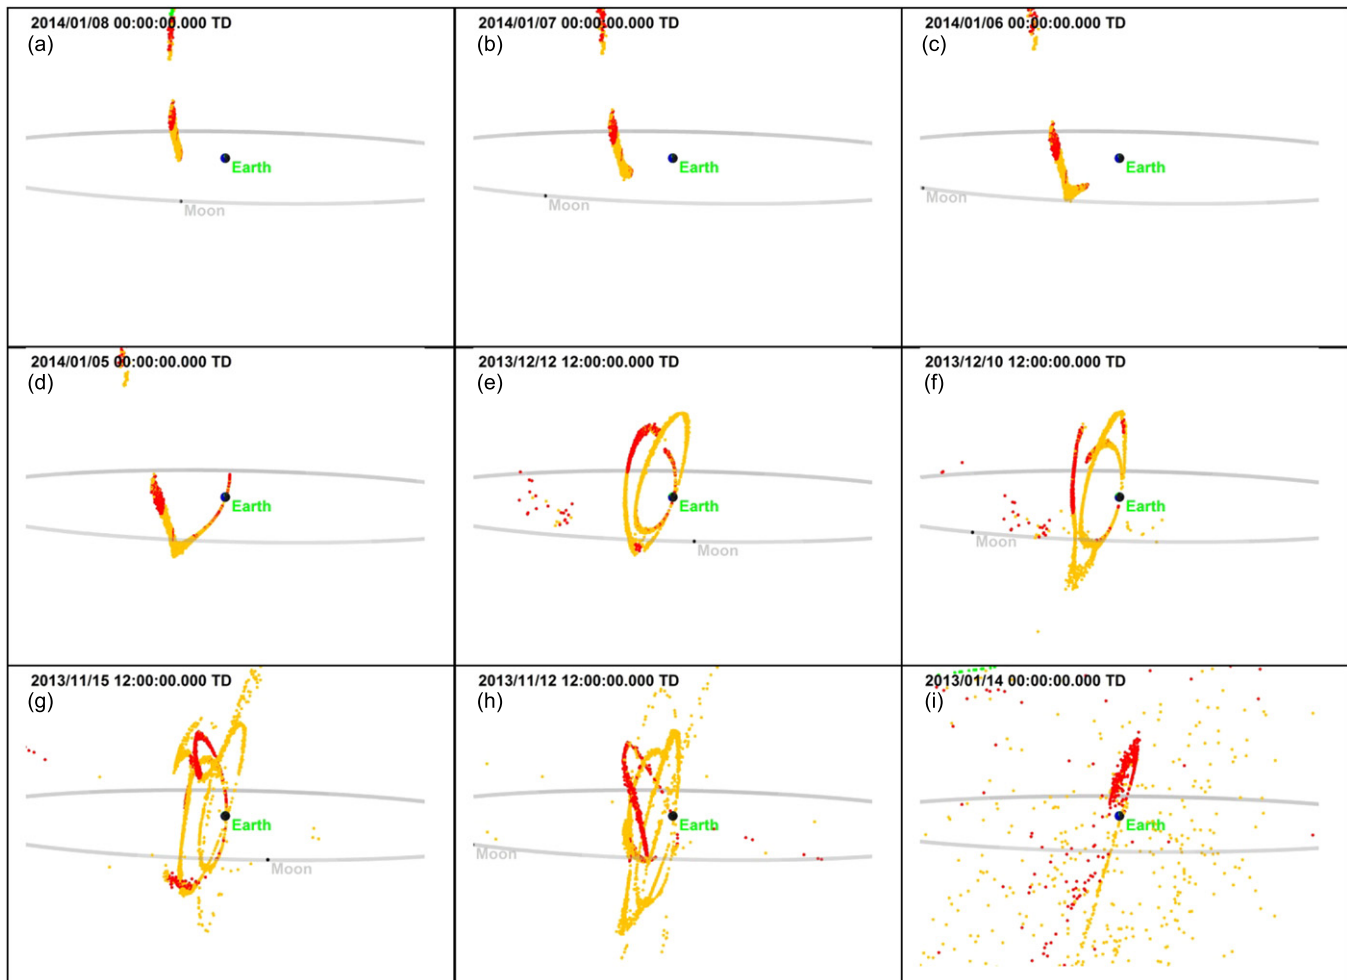 2014/01/08 00:00:00.000 TD
(a)
Earth
Moon
2014/01/07 00:00:00.000 TD
(b)
Earth
Moon
2014/01/06 00:00:00.000 TD
(c)
Earth
Moon
2014/01/05 00:00:00.000 TD
(d)
Earth
2013/12/12 12:00:00.000 TD
(e)
Earth
Moon
2013/12/10 12:00:00.000 TD
(f)
Earth
Moon
2013/11/15 12:00:00.000 TD
(g)
Earth
Moon
2013/11/12 12:00:00.000 TD
(h)
Earth
Moon
2013/01/14 00:00:00.000 TD
(i)
Earth